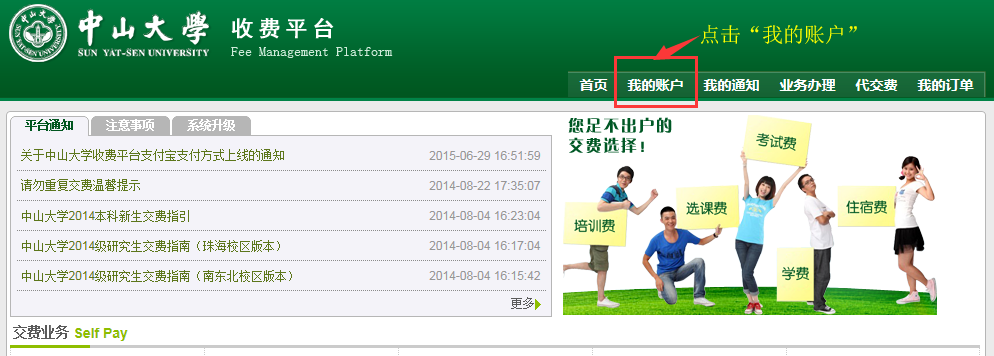 中山大學
SUN YAT-SEN UNIVERSITY
收费平台
Fee Management Platform
点击“我的账户”
首页 我的账户 我的通知 业务办理 代交费 我的订单
平台通知 注意事项 系统升级
关于中山大学收费平台支付宝支付方式上线的通知 2015-06-29 16:51:59
请勿重复交费温馨提示 2014-08-22 17:35:07
中山大学2014本科新生交费指引 2014-08-04 16:23:04
中山大学2014级研究生交费指南（珠海校区版本） 2014-08-04 16:17:04
中山大学2014级研究生交费指南（南东北校区版本） 2014-08-04 16:15:42
更多
您足不出户的
交费选择!
考试费
培训费
选课费
住宿费
学费
交费业务 Self Pay